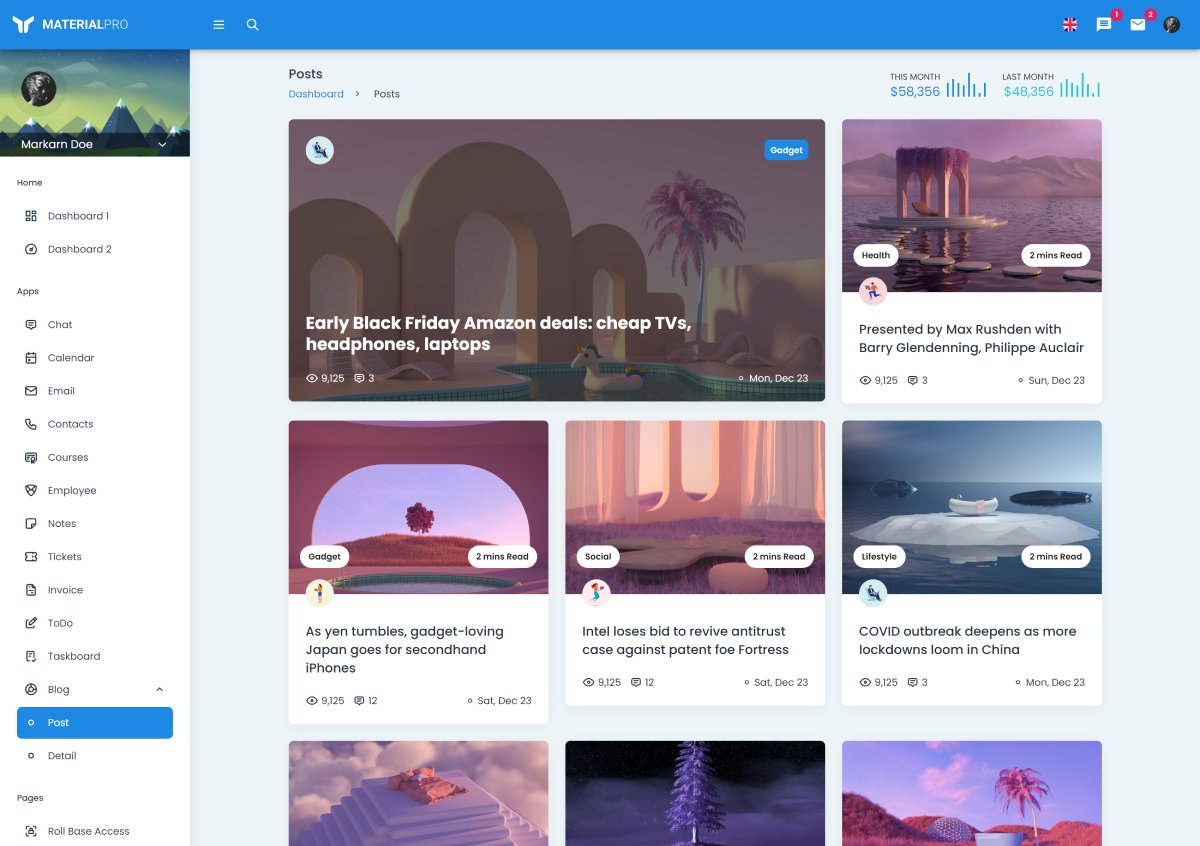 MATERIALPRO
1
2
Markarn Doe
Home
Dashboard 1
Dashboard 2
Apps
Chat
Calendar
Email
Contacts
Courses
Employee
Notes
Tickets
Invoice
ToDo
Taskboard
Blog
Post
Detail
Pages
Roll Base Access
Posts
Dashboard > Posts
THIS MONTH
$58,356
LAST MONTH
$48,356
Gadget
Early Black Friday Amazon deals: cheap TVs,
headphones, laptops
9,125 3 Mon, Dec 23
Health 2 mins Read
Presented by Max Rushden with
Barry Glendenning, Philippe Auclair
9,125 3 Sun, Dec 23
Gadget 2 mins Read
As yen tumbles, gadget-loving
Japan goes for secondhand
iPhones
9,125 12 Sat, Dec 23
Social 2 mins Read
Intel loses bid to revive antitrust
case against patent foe Fortress
9,125 12 Sat, Dec 23
Lifestyle 2 mins Read
COVID outbreak deepens as more
lockdowns loom in China
9,125 3 Mon, Dec 23